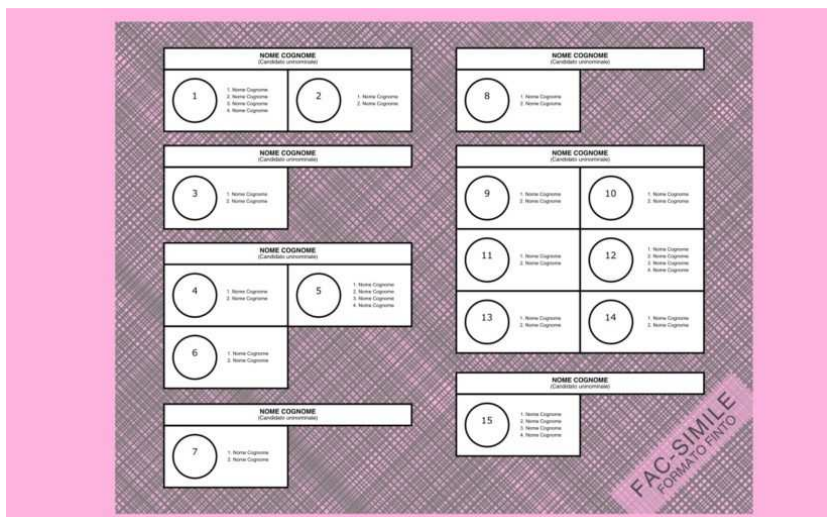 NOME COGNOME
(Candidato uninominale)
1
1. Nome Cognome
2. Nome Cognome
3. Nome Cognome
4. Nome Cognome
2
1. Nome Cognome
2. Nome Cognome
NOME COGNOME
(Candidato uninominale)
3
1. Nome Cognome
2. Nome Cognome
NOME COGNOME
(Candidato uninominale)
4
1. Nome Cognome
2. Nome Cognome
5
1. Nome Cognome
2. Nome Cognome
3. Nome Cognome
4. Nome Cognome
6
1. Nome Cognome
2. Nome Cognome
NOME COGNOME
(Candidato uninominale)
7
1. Nome Cognome
2. Nome Cognome
NOME COGNOME
(Candidato uninominale)
8
1. Nome Cognome
2. Nome Cognome
NOME COGNOME
(Candidato uninominale)
9
1. Nome Cognome
2. Nome Cognome
10
1. Nome Cognome
2. Nome Cognome
11
1. Nome Cognome
2. Nome Cognome
12
1. Nome Cognome
2. Nome Cognome
3. Nome Cognome
4. Nome Cognome
13
1. Nome Cognome
2. Nome Cognome
14
1. Nome Cognome
2. Nome Cognome
NOME COGNOME
(Candidato uninominale)
15
1. Nome Cognome
2. Nome Cognome
3. Nome Cognome
4. Nome Cognome
FAC-SIMILE
FORMATO FINTO